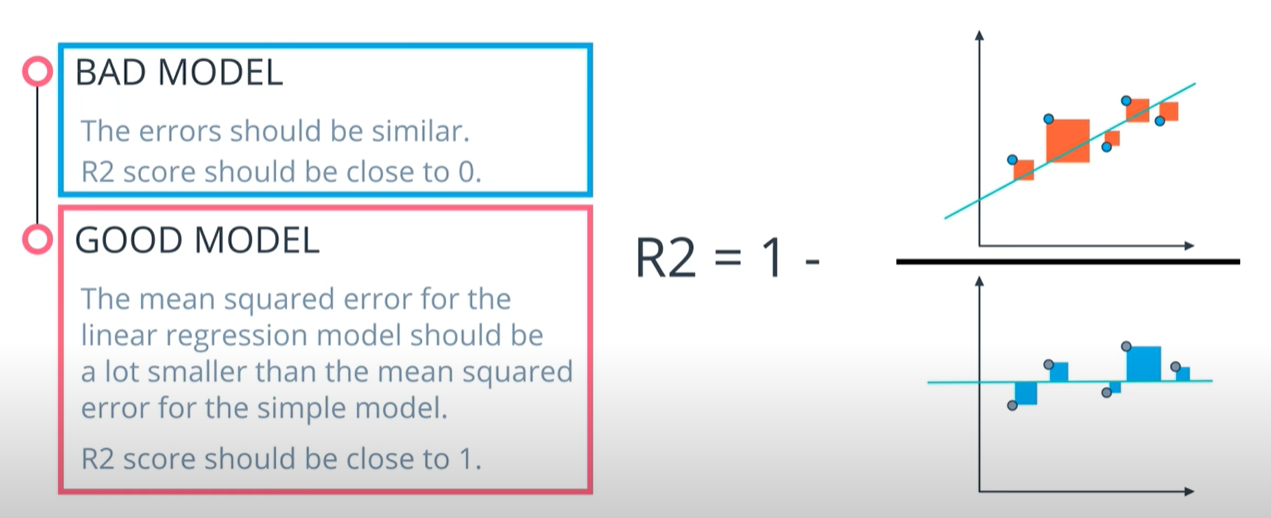 BAD MODEL
The errors should be similar.
R2 score should be close to 0.
GOOD MODEL
The mean squared error for the
linear regression model should be
a lot smaller than the mean squared
error for the simple model.
R2 score should be close to 1.
R2 = 1 -